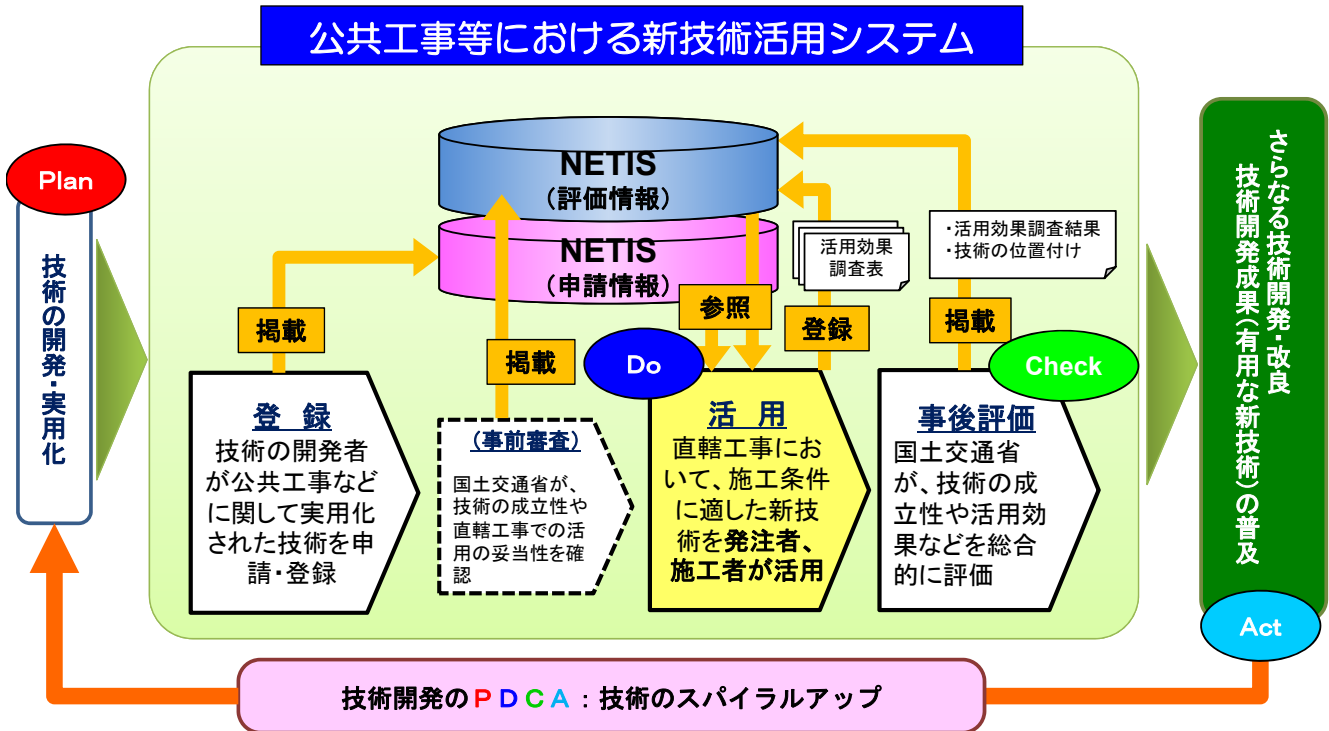 公共工事等における新技術活用システム
Plan
技術の開発・実用化
NETIS
(評価情報)
NETIS
(申請情報)
掲載
掲載
参照
活用効果
調査表
登録
・活用効果調査結果
・技術の位置付け
掲載
登 録
技術の開発者
が公共工事など
に関して実用化
された技術を申
請・登録
(事前審査)
国土交通省が、
技術の成立性や
直轄工事での活
用の妥当性を確
認
Do
活 用
直轄工事にお
いて、施工条件
に適した新技
術を発注者、
施工者が活用
Check
事後評価
国土交通省
が、技術の成
立性や活用効
果などを総合
的に評価
さらなる技術開発・改良
技術開発成果(有用な新技術)の普及
Act
技術開発のPDCA:技術のスパイラルアップ